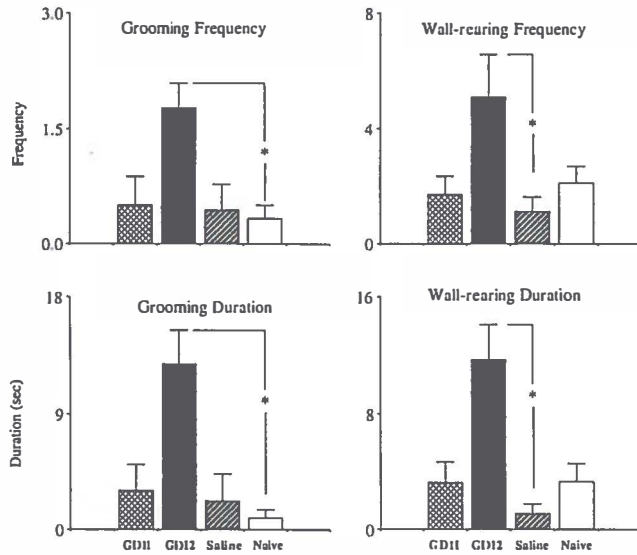 3.0
Grooming Frequency
Frequency
1.5
*
0.0
8
Wall-rearing Frequency
*
4
0
18
Grooming Duration
Duration (sec)
9
*
0
GD11 GD12 Saline Naive
16
Wall-rearing Duration
8
*
0
GD11 GD12 Saline Naive